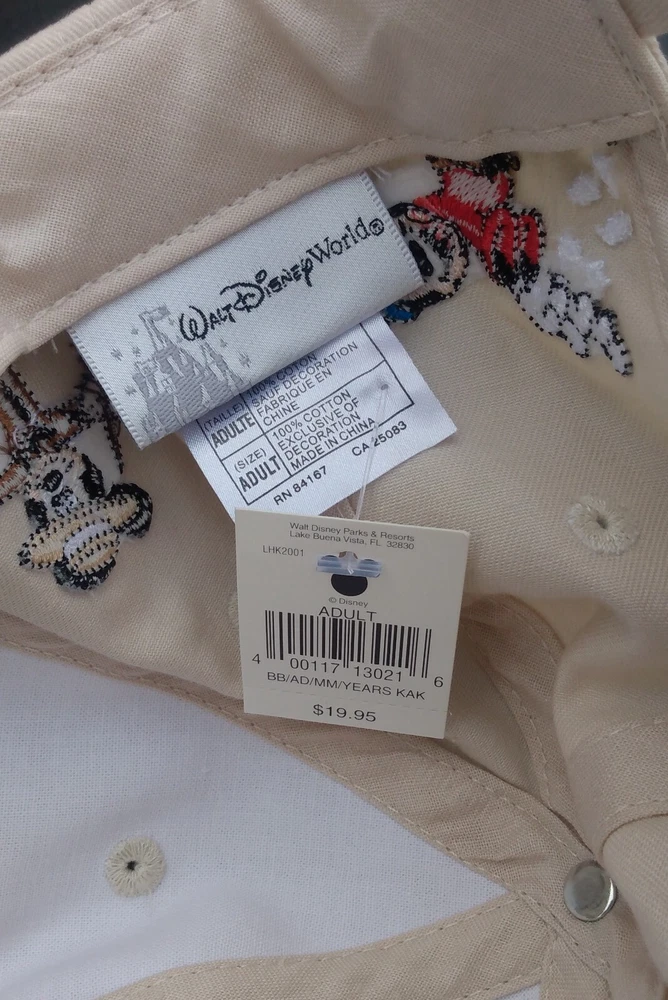 WALT DISNEY World®
(TAILLE)
ADULTE
100% COTON
SAUF DECORATION
FABRIQUE EN
CHINE
(SIZE)
ADULT
100% COTTON
EXCLUSIVE OF
DECORATION
MADE IN CHINA
RN 84167 CA 25083
Walt Disney Parks & Resorts
Lake Buena Vista, FL 32830
LHK2001
© Disney
ADULT
4 00117 13021 6
BB/AD/MM/YEARS KAK
$19.95